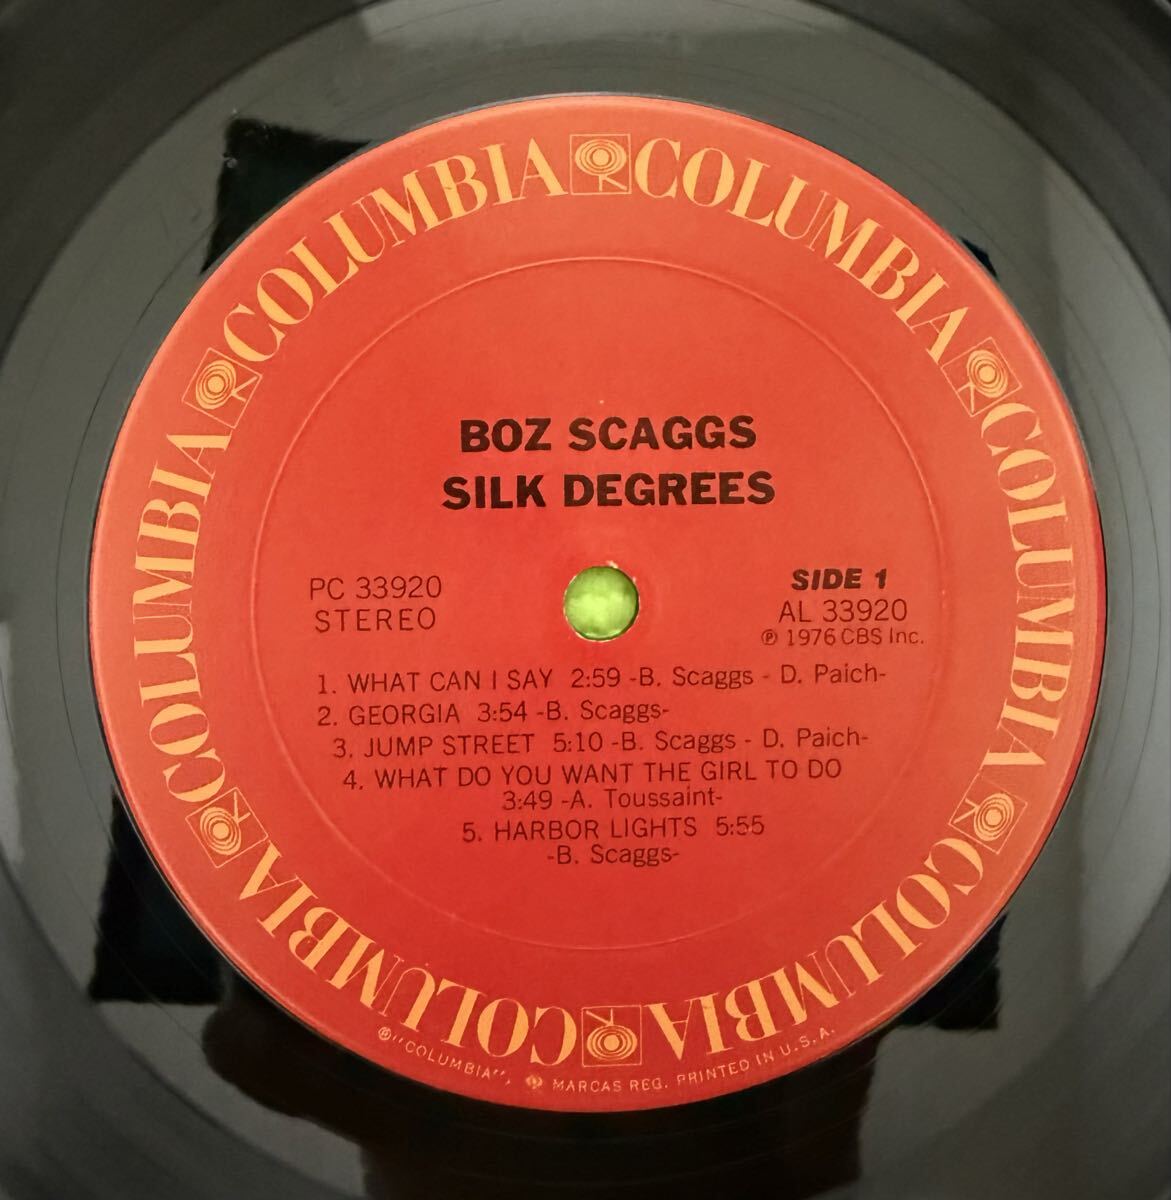 COLUMBIA COLUMBIA COLUMBIA COLUMBIA COLUMBIA COLUMBIA
BOZ SCAGGS
SILK DEGREES
PC 33920
STEREO
SIDE 1
AL 33920
℗ 1976 CBS Inc.
1. WHAT CAN I SAY 2:59 -B. Scaggs - D. Paich-
2. GEORGIA 3:54 -B. Scaggs-
3. JUMP STREET 5:10 -B. Scaggs - D. Paich-
4. WHAT DO YOU WANT THE GIRL TO DO
3:49 -A. Toussaint-
5. HARBOR LIGHTS 5:55
-B. Scaggs-
®"COLUMBIA", MARCAS REG. PRINTED IN U.S.A.